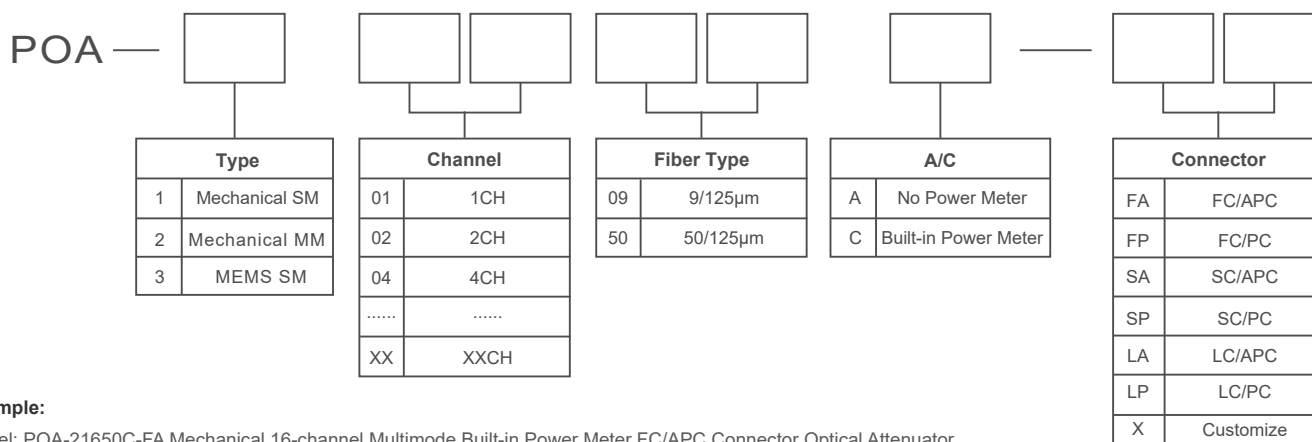 POA —  —
Type
1 Mechanical SM
2 Mechanical MM
3 MEMS SM
Channel
01 1CH
02 2CH
04 4CH
...... ......
XX XXCH
Fiber Type
09 9/125μm
50 50/125μm
A/C
A No Power Meter
C Built-in Power Meter
Connector
FA FC/APC
FP FC/PC
SA SC/APC
SP SC/PC
LA LC/APC
LP LC/PC
X Customize
mple:
el: POA-21650C-FA Mechanical 16-channel Multimode Built-in Power Meter FC/APC Connector Optical Attenuator